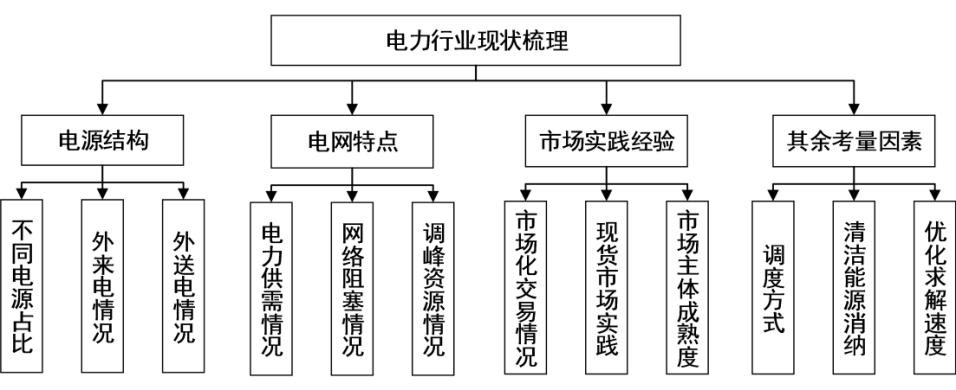 电力行业现状梳理
电源结构
电网特点
市场实践经验
其余考量因素
不同电源占比
外来电情况
外送电情况
电力供需情况
网络阻塞情况
调峰资源情况
市场化交易情况
现货市场实践
市场主体成熟度
调度方式
清洁能源消纳
优化求解速度